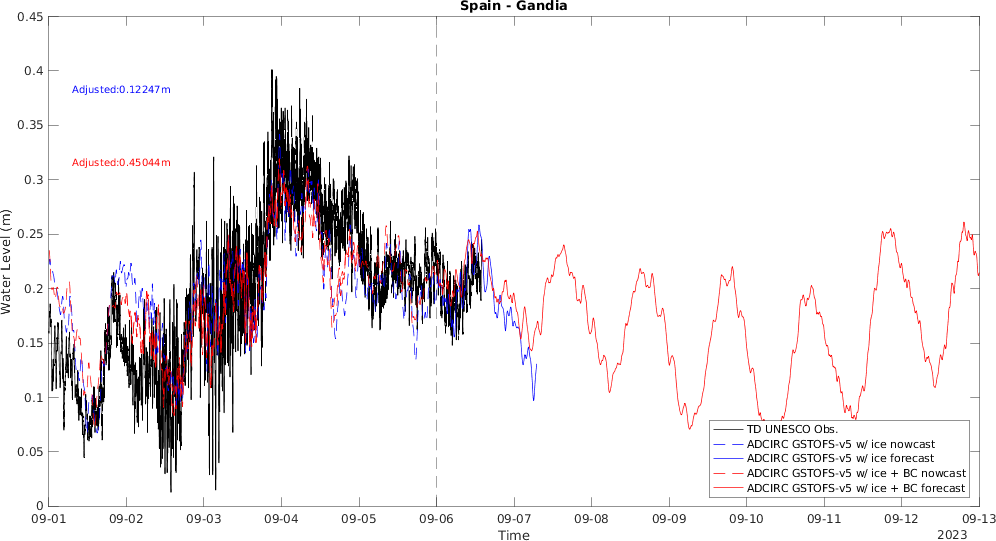 Spain - Gandia
0.45
0.4
0.35
0.3
0.25
0.2
0.15
0.1
0.05
0
Water Level (m)
Adjusted:0.12247m
Adjusted:0.45044m
TD UNESCO Obs.
ADCIRC GSTOFS-v5 w/ ice nowcast
ADCIRC GSTOFS-v5 w/ ice forecast
ADCIRC GSTOFS-v5 w/ ice + BC nowcast
ADCIRC GSTOFS-v5 w/ ice + BC forecast
09-01 09-02 09-03 09-04 09-05 09-06 09-07 09-08 09-09 09-10 09-11 09-12 09-13
Time
2023